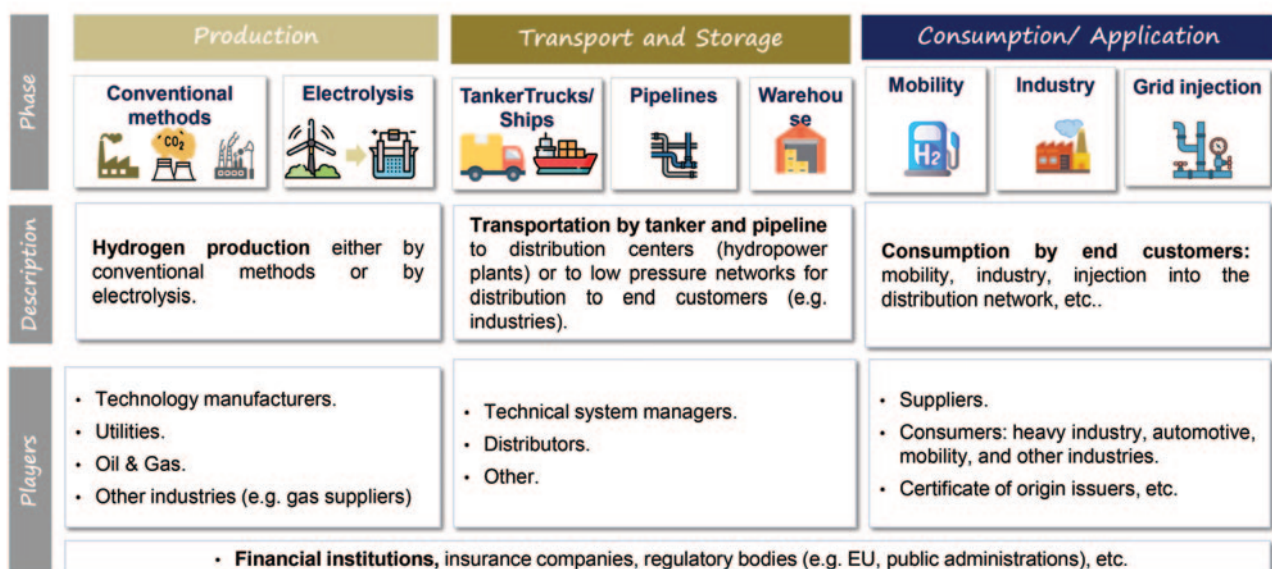 Production
Transport and Storage
Consumption/ Application
Phase
Conventional
methods
CO2
Electrolysis
TankerTrucks/
Ships
Pipelines
Warehou
se
Mobility
H2
Industry
Grid injection
Description
Hydrogen production either by
conventional methods or by
electrolysis.
Transportation by tanker and pipeline
to distribution centers (hydropower
plants) or to low pressure networks for
distribution to end customers (e.g.
industries).
Consumption by end customers:
mobility, industry, injection into the
distribution network, etc..
Players
• Technology manufacturers.
• Utilities.
• Oil & Gas.
• Other industries (e.g. gas suppliers)
• Technical system managers.
• Distributors.
• Other.
• Suppliers.
• Consumers: heavy industry, automotive,
mobility, and other industries.
• Certificate of origin issuers, etc.
• Financial institutions, insurance companies, regulatory bodies (e.g. EU, public administrations), etc.